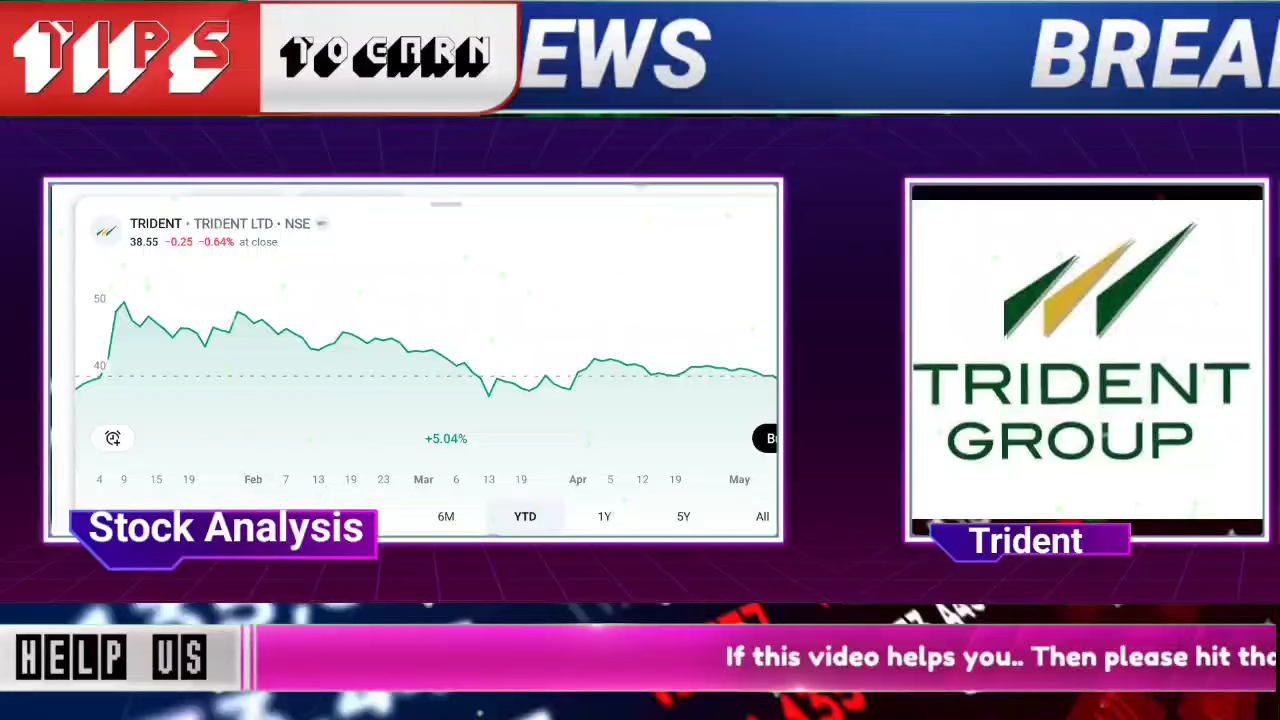 TIPS
TO EARN
EWS
BREA
TRIDENT • TRIDENT LTD • NSE
38.55 −0.25 −0.64% at close
50
40
+5.04%
4 9 15 19 Feb 7 13 19 23 Mar 6 13 19 Apr 5 12 19 May
6M YTD 1Y 5Y All
Stock Analysis
TRIDENT
GROUP
Trident
HELP US
If this video helps you.. Then please hit tha